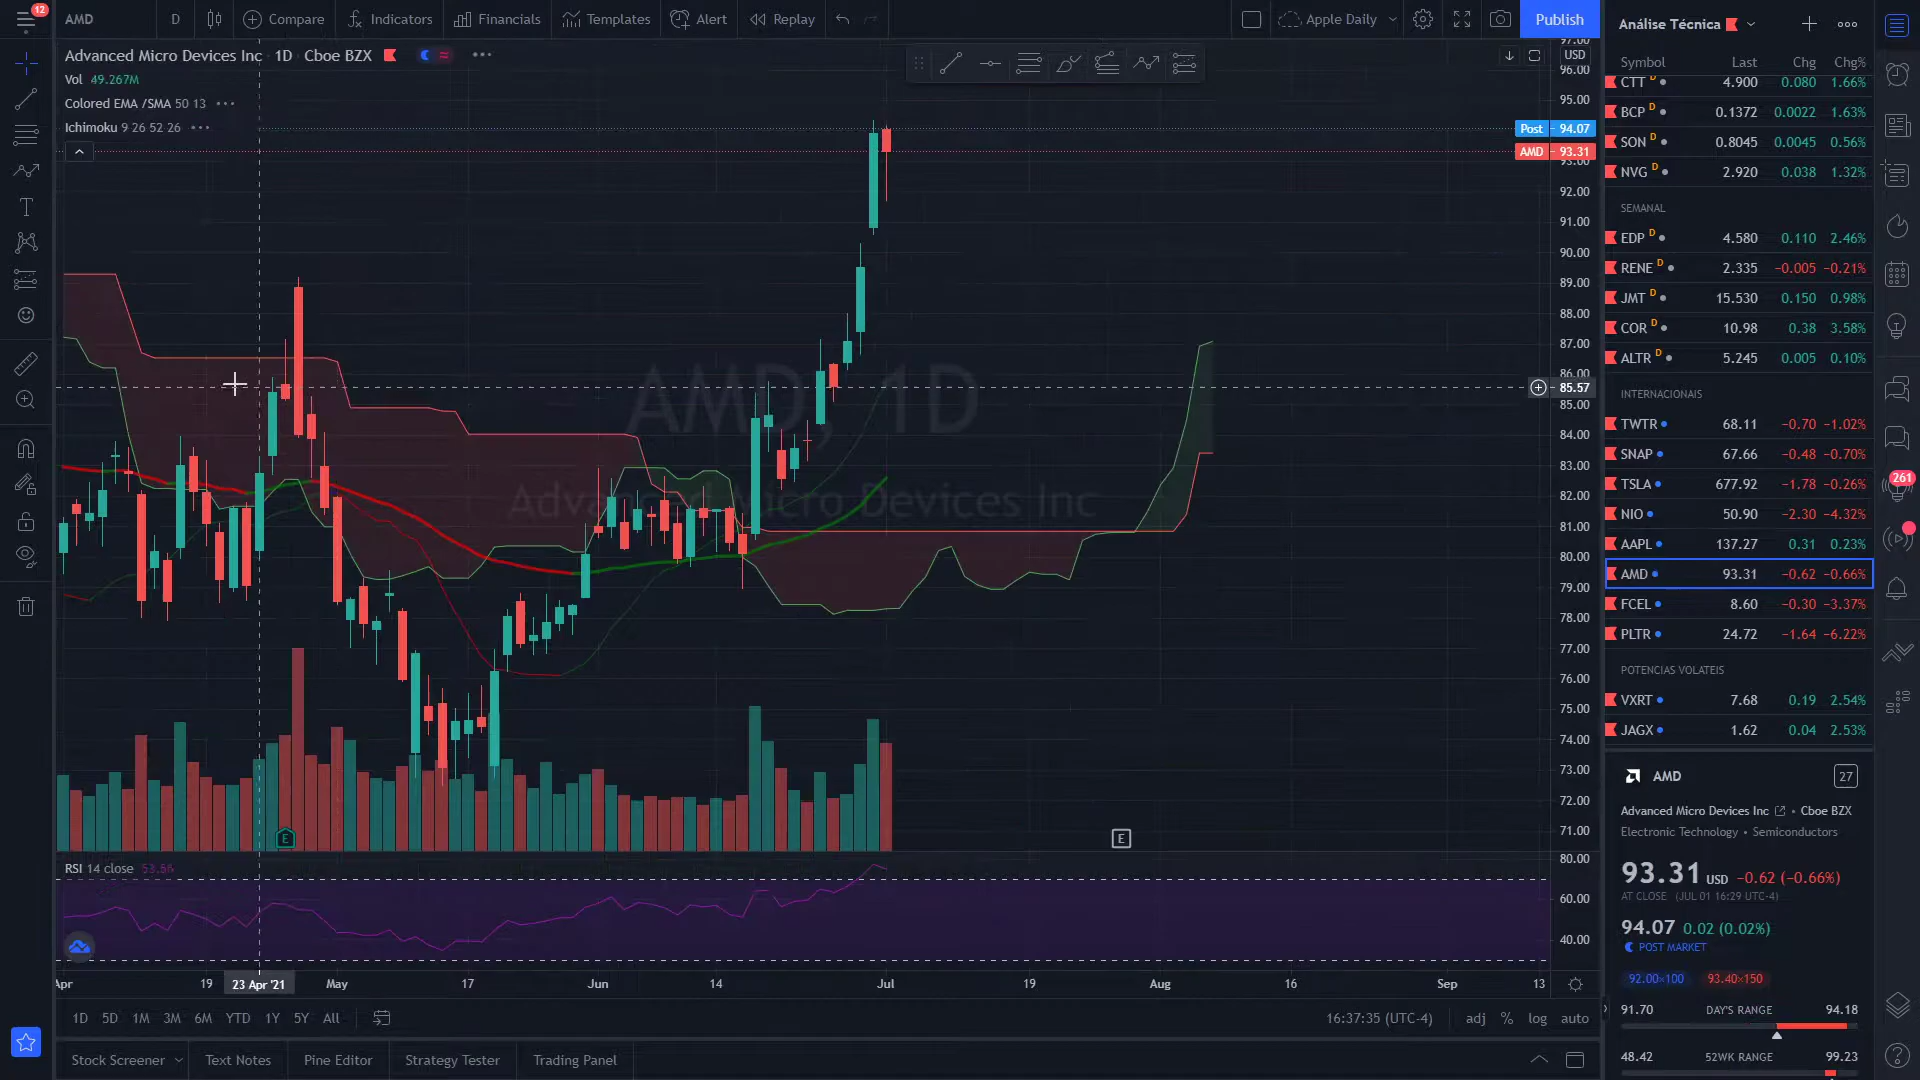 12
AMD
D
Compare
Indicators
Financials
Templates
Alert
Replay
Apple Daily
Publish
Advanced Micro Devices Inc · 1D · Cboe BZX
Vol 49.267M
Colored EMA /SMA 50 13
Ichimoku 9 26 52 26
AMD, 1D
Advanced Micro Devices Inc
97.00
USD
96.00
95.00
Post 94.07
AMD 93.31
93.00
92.00
91.00
90.00
89.00
88.00
87.00
86.00
85.57
85.00
84.00
83.00
82.00
81.00
80.00
79.00
78.00
77.00
76.00
75.00
74.00
73.00
72.00
71.00
E
E
RSI 14 close 53.56
80.00
60.00
40.00
Apr 19 23 Apr '21 May 17 Jun 14 Jul 19 Aug 16 Sep 13
1D 5D 1M 3M 6M YTD 1Y 5Y All
16:37:35 (UTC-4) adj % log auto
Stock Screener Text Notes Pine Editor Strategy Tester Trading Panel
Análise Técnica
Symbol Last Chg Chg%
CTT D 4.900 0.080 1.66%
BCP D 0.1372 0.0022 1.63%
SON D 0.8045 0.0045 0.56%
NVG D 2.920 0.038 1.32%
SEMANAL
EDP D 4.580 0.110 2.46%
RENE D 2.335 −0.005 −0.21%
JMT D 15.530 0.150 0.98%
COR D 10.98 0.38 3.58%
ALTR D 5.245 0.005 0.10%
INTERNACIONAIS
TWTR 68.11 −0.70 −1.02%
SNAP 67.66 −0.48 −0.70%
TSLA 677.92 −1.78 −0.26%
NIO 50.90 −2.30 −4.32%
AAPL 137.27 0.31 0.23%
AMD 93.31 −0.62 −0.66%
FCEL 8.60 −0.30 −3.37%
PLTR 24.72 −1.64 −6.22%
POTENCIAS VOLATEIS
VXRT 7.68 0.19 2.54%
JAGX 1.62 0.04 2.53%
AMD 27
Advanced Micro Devices Inc • Cboe BZX
Electronic Technology • Semiconductors
93.31 USD −0.62 (−0.66%)
AT CLOSE (JUL 01 16:29 UTC-4)
94.07 0.02 (0.02%)
POST MARKET
92.00×100 93.40×150
91.70 DAY'S RANGE 94.18
48.42 52WK RANGE 99.23
261